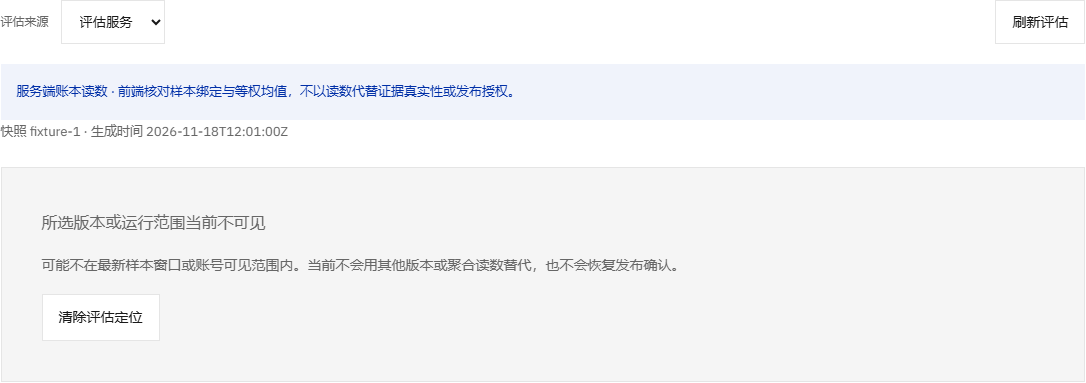 评估来源 评估服务 刷新评估
服务端账本读数 · 前端核对样本绑定与等权均值，不以读数代替证据真实性或发布授权。
快照 fixture-1 · 生成时间 2026-11-18T12:01:00Z
所选版本或运行范围当前不可见
可能不在最新样本窗口或账号可见范围内。当前不会用其他版本或聚合读数替代，也不会恢复发布确认。
清除评估定位